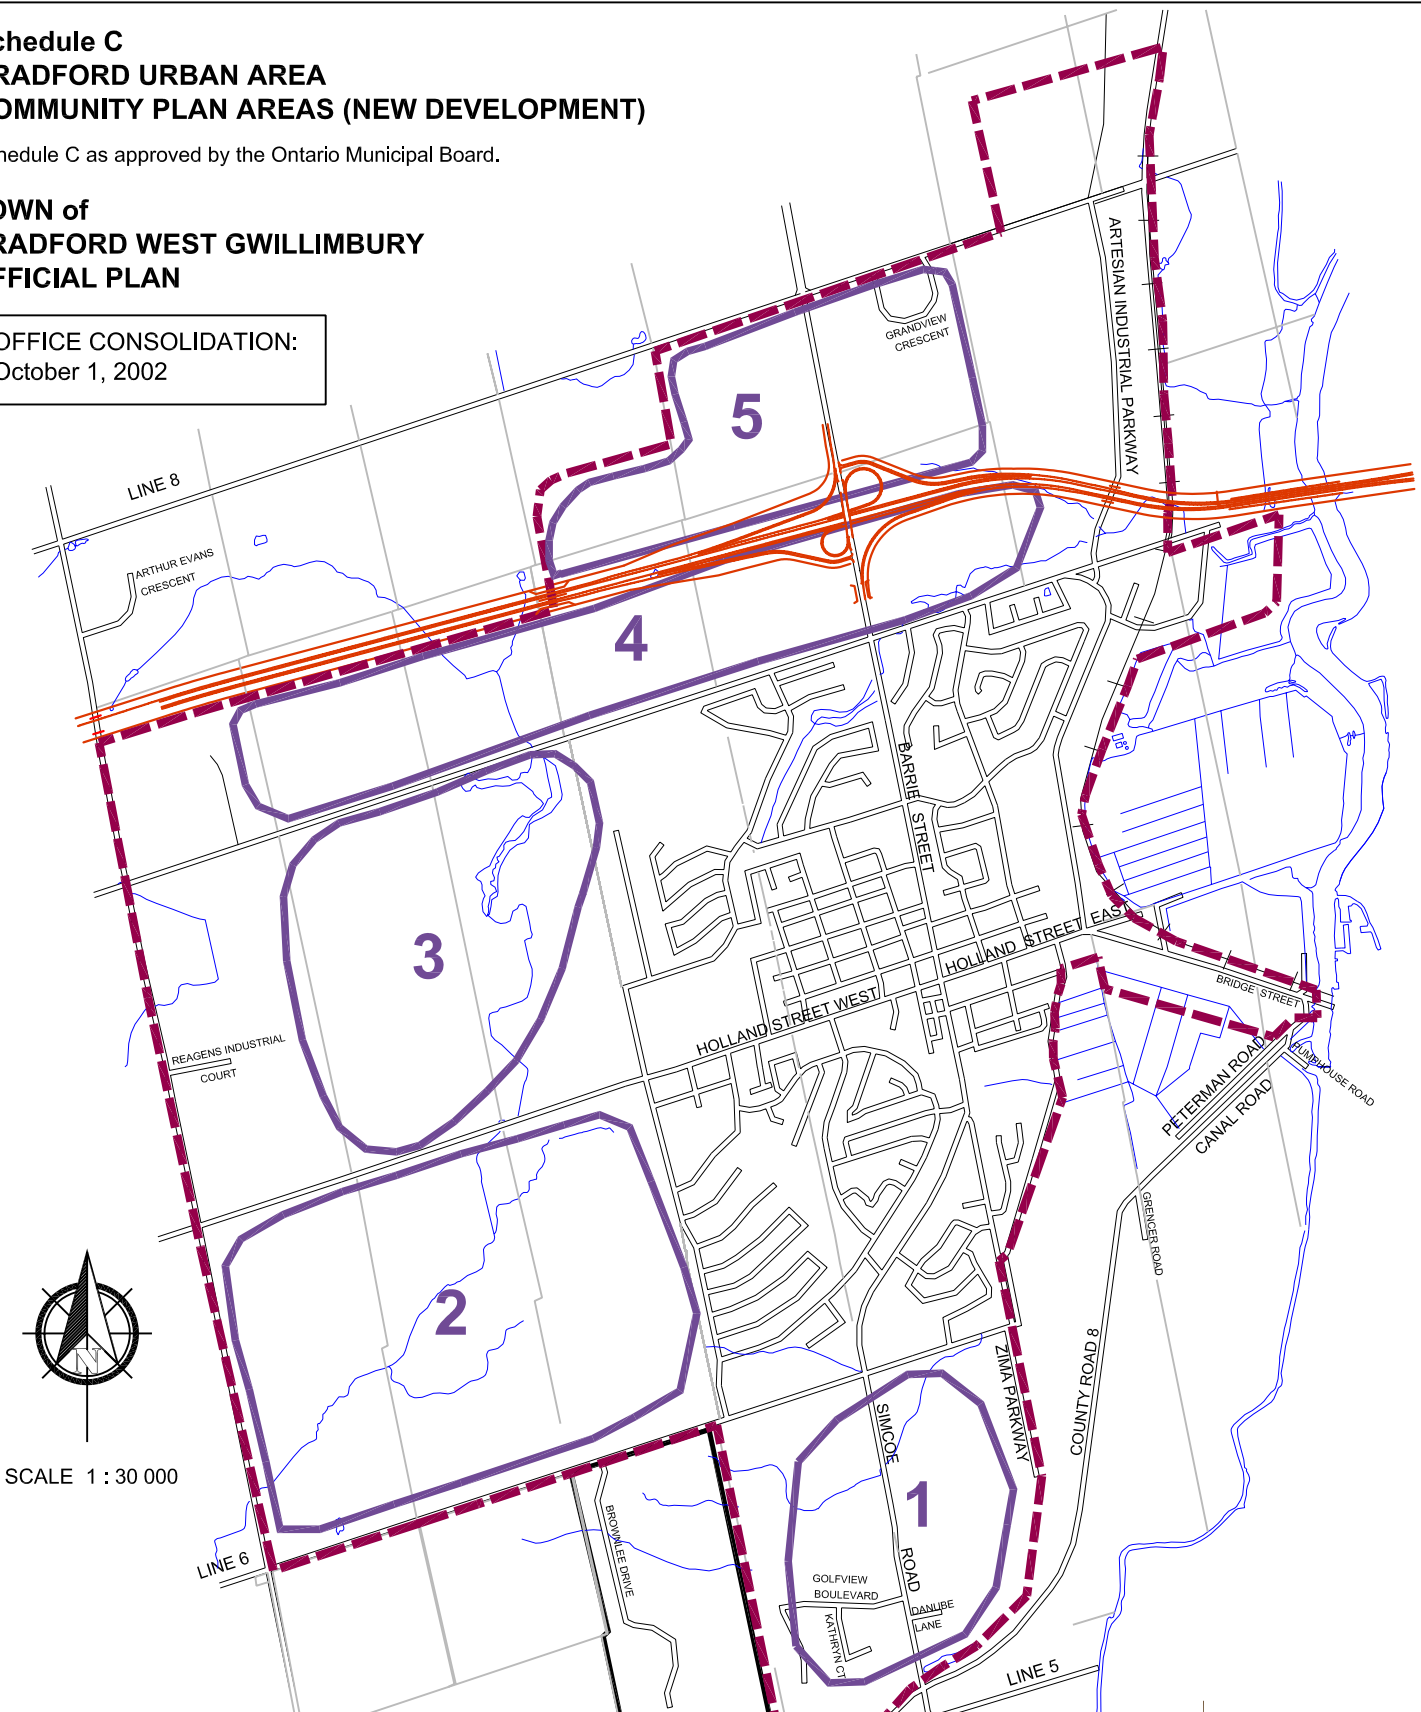 chedule C
RADFORD URBAN AREA
OMMUNITY PLAN AREAS (NEW DEVELOPMENT)
hedule C as approved by the Ontario Municipal Board.
OWN of
RADFORD WEST GWILLIMBURY
FFICIAL PLAN
OFFICE CONSOLIDATION:
October 1, 2002
ARTESIAN INDUSTRIAL PARKWAY
GRANDVIEW
CRESCENT
5
LINE 8
ARTHUR EVANS
CRESCENT
4
BARRIE STREET
3
HOLLAND STREET EAST
HOLLAND STREET WEST
BRIDGE STREET
REAGENS INDUSTRIAL
COURT
PETERMAN ROAD
PUMPHOUSE ROAD
CANAL ROAD
GRENCER ROAD
2
N
ZIMA PARKWAY
COUNTY ROAD 8
SCALE 1 : 30 000
SIMCOE ROAD
1
BROWNLEE DRIVE
LINE 6
GOLFVIEW
BOULEVARD
DANUBE
LANE
KATHRYN CT
LINE 5